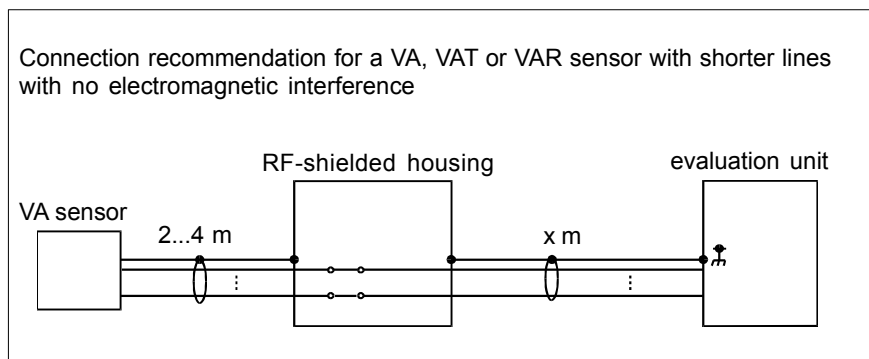 Connection recommendation for a VA, VAT or VAR sensor with shorter lines
with no electromagnetic interference
RF-shielded housing
evaluation unit
VA sensor
2...4 m
x m